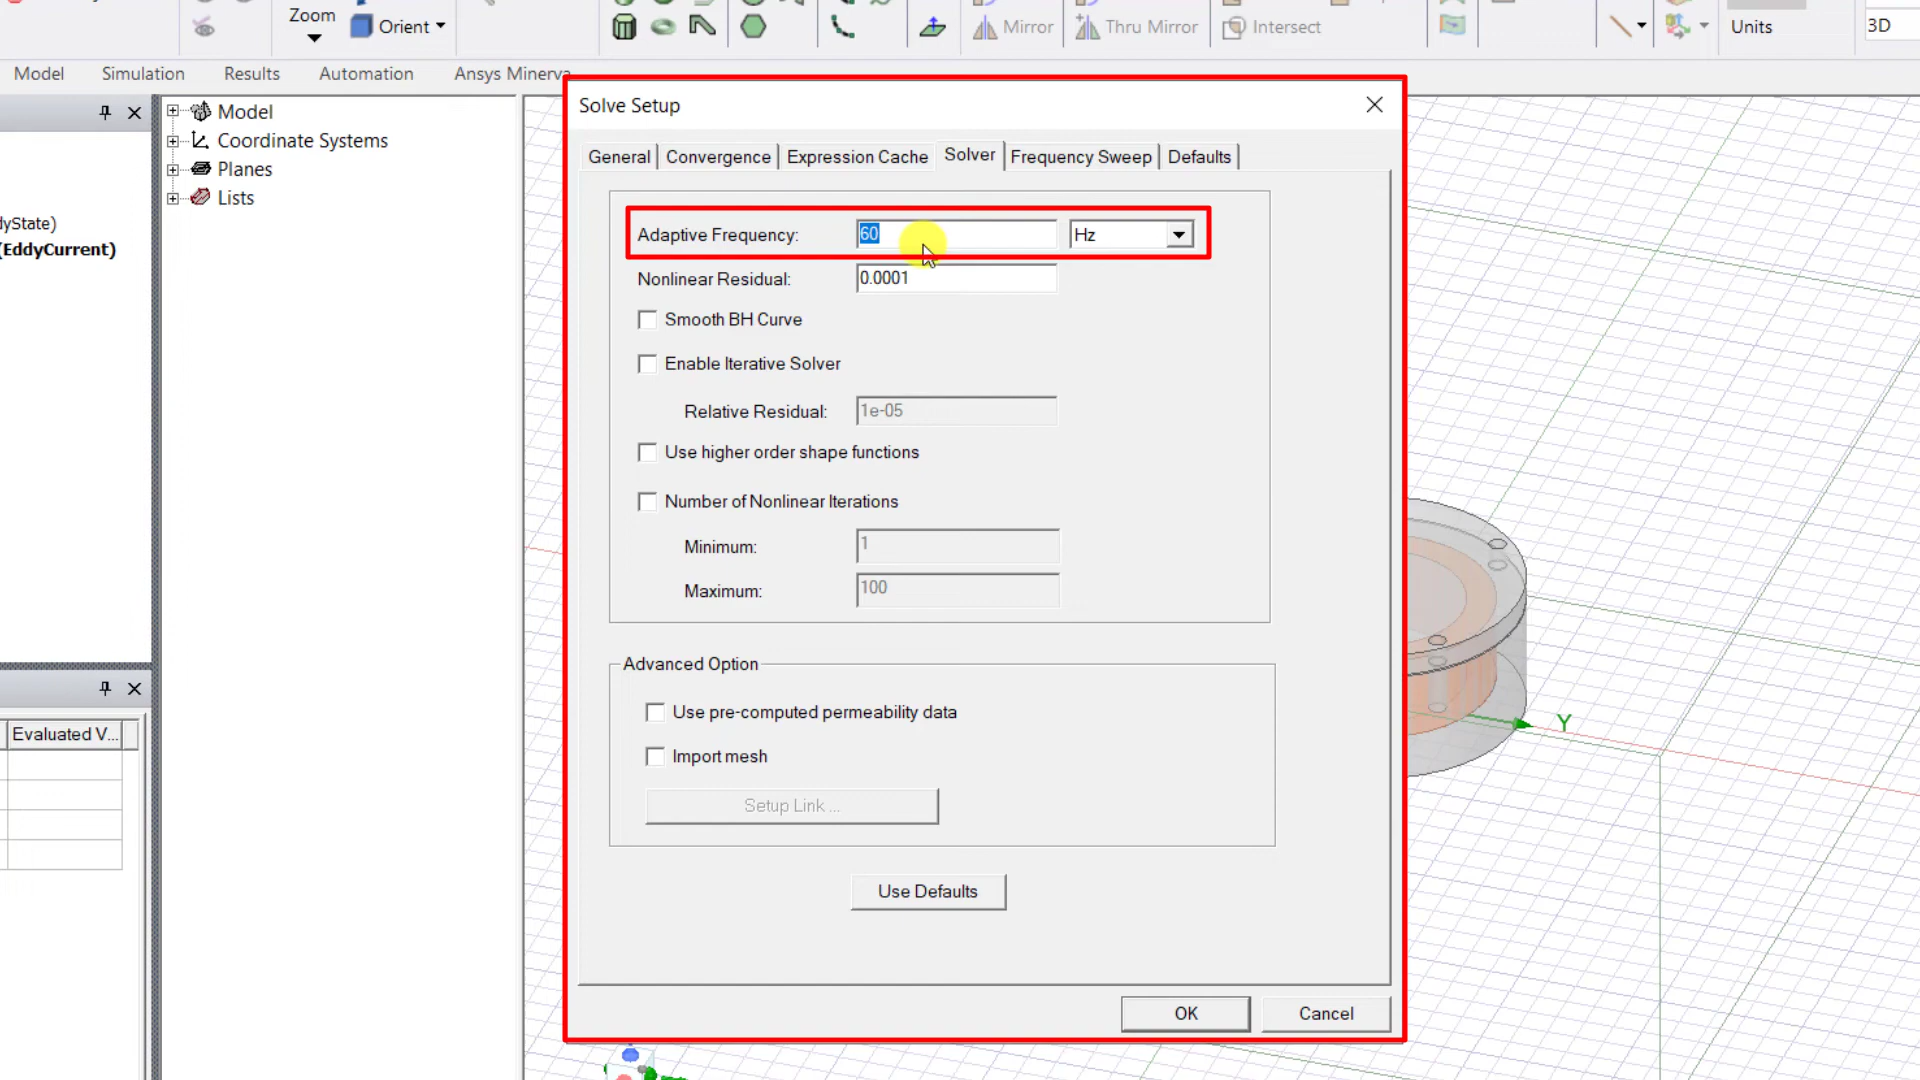 Zoom
Orient
Mirror
Thru Mirror
Intersect
Units
3D
Model
Simulation
Results
Automation
Ansys Minerva
Model
Coordinate Systems
Planes
Lists
dyState)
(EddyCurrent)
Evaluated V...
Solve Setup
General
Convergence
Expression Cache
Solver
Frequency Sweep
Defaults
Adaptive Frequency:
60
Hz
Nonlinear Residual:
0.0001
Smooth BH Curve
Enable Iterative Solver
Relative Residual:
1e-05
Use higher order shape functions
Number of Nonlinear Iterations
Minimum:
1
Maximum:
100
Advanced Option
Use pre-computed permeability data
Import mesh
Setup Link ...
Use Defaults
OK
Cancel
Y